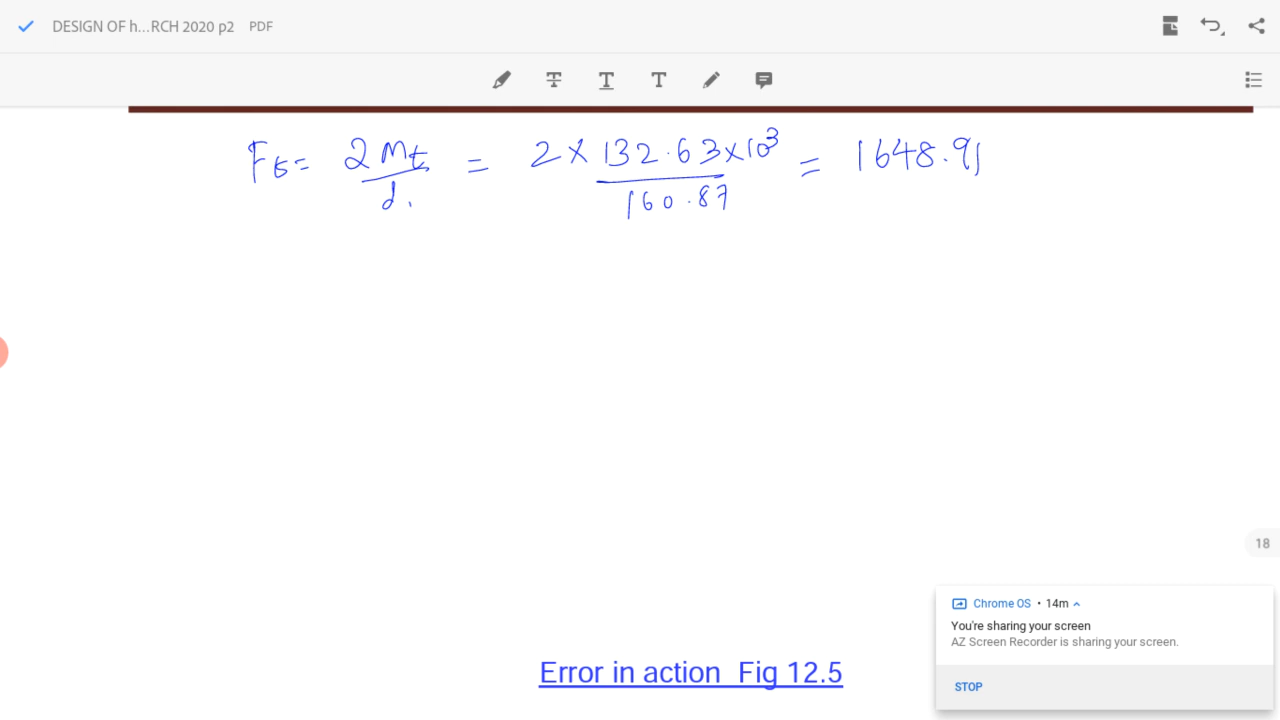 DESIGN OF h...RCH 2020 p2 PDF
Ft = 2Mt / d1 = 2 × 132.63×10³ / 160.87 = 1648.91
18
Chrome OS • 14m
You're sharing your screen
AZ Screen Recorder is sharing your screen.
Error in action Fig 12.5
STOP